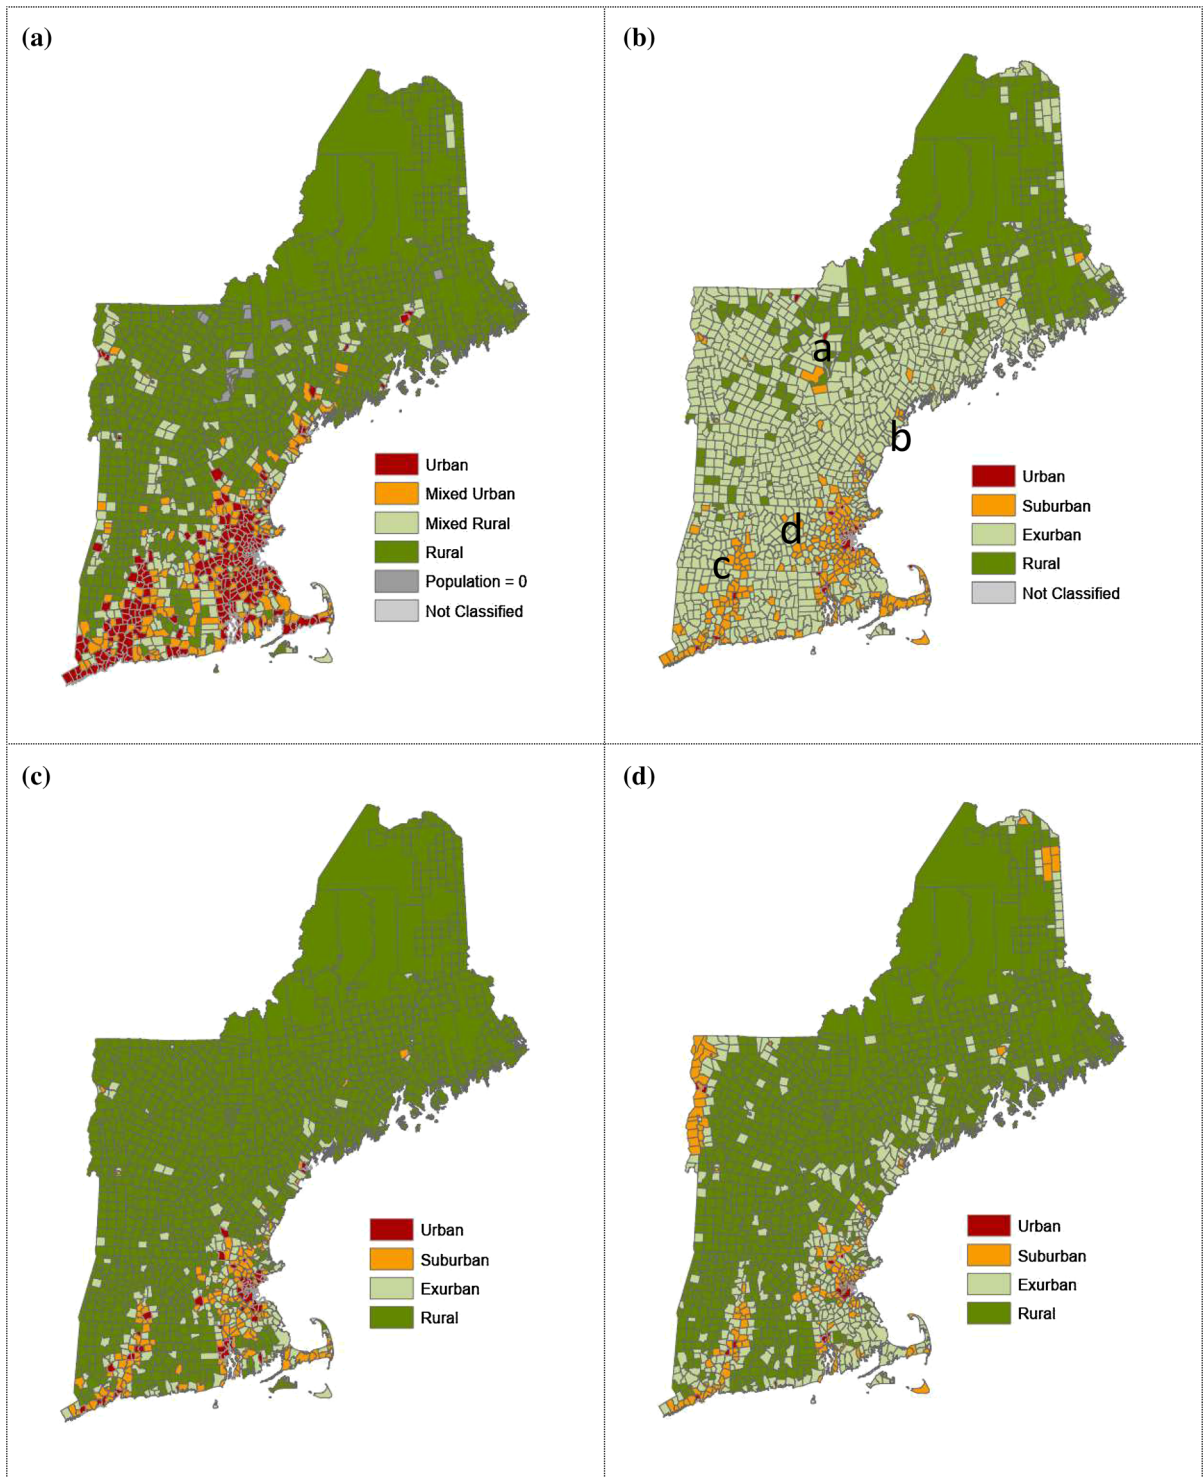 (a)
Urban
Mixed Urban
Mixed Rural
Rural
Population = 0
Not Classified
(b)
a
b
c
d
Urban
Suburban
Exurban
Rural
Not Classified
(c)
Urban
Suburban
Exurban
Rural
(d)
Urban
Suburban
Exurban
Rural